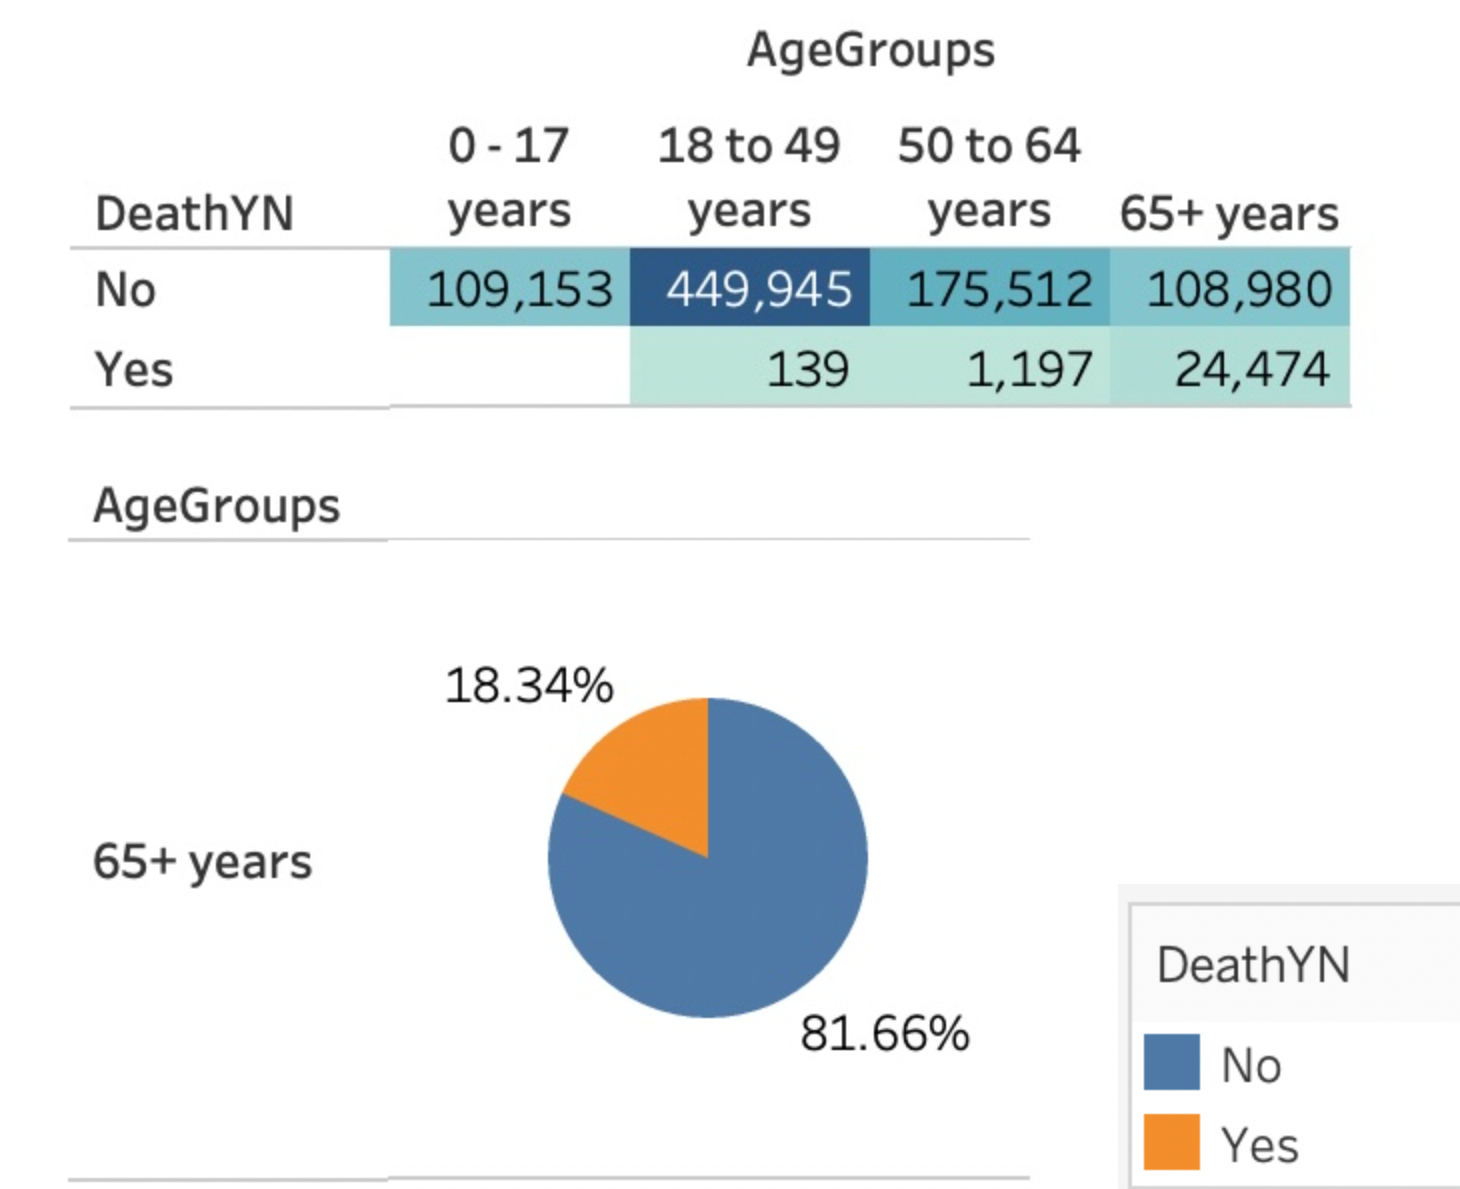 AgeGroups
0 - 17 18 to 49 50 to 64
DeathYN years years years 65+ years
No 109,153 449,945 175,512 108,980
Yes 139 1,197 24,474
AgeGroups
18.34%
65+ years
81.66%
DeathYN
No
Yes